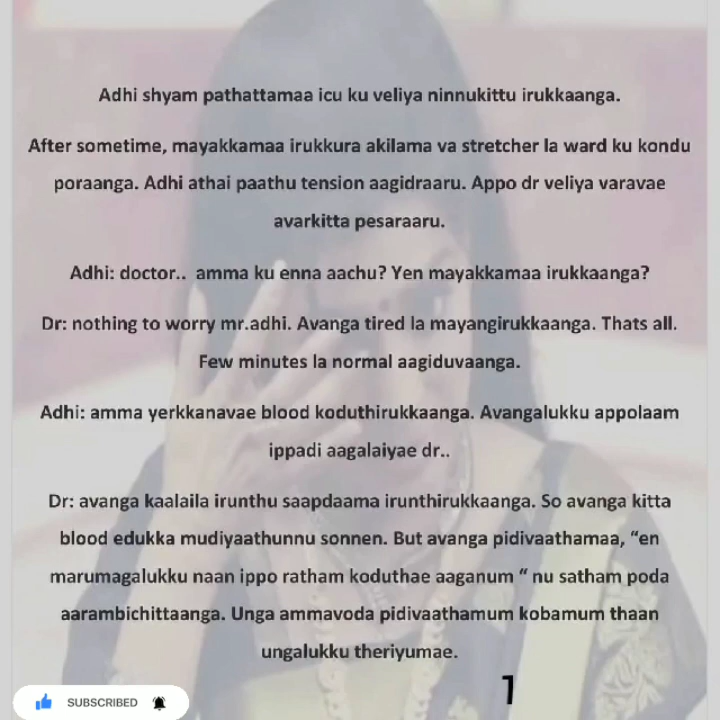 Adhi shyam pathattamaa icu ku veliya ninnukittu irukkaanga.
After sometime, mayakkamaa irukkura akilama va stretcher la ward ku kondu
poraanga. Adhi athai paathu tension aagidraaru. Appo dr veliya varavae
avarkitta pesaraaru.
Adhi: doctor.. amma ku enna aachu? Yen mayakkamaa irukkaanga?
Dr: nothing to worry mr.adhi. Avanga tired la mayangirukkaanga. Thats all.
Few minutes la normal aagiduvaanga.
Adhi: amma yerkkanavae blood koduthirukkaanga. Avangalukku appolaam
ippadi aagalaiyae dr..
Dr: avanga kaalaila irunthu saapdaama irunthirukkaanga. So avanga kitta
blood edukka mudiyaathunnu sonnen. But avanga pidivaathamaa, “en
marumagalukku naan ippo ratham koduthae aaganum “ nu satham poda
aarambichittaanga. Unga ammavoda pidivaathamum kobamum thaan
ungalukku theriyumae.
1
SUBSCRIBED